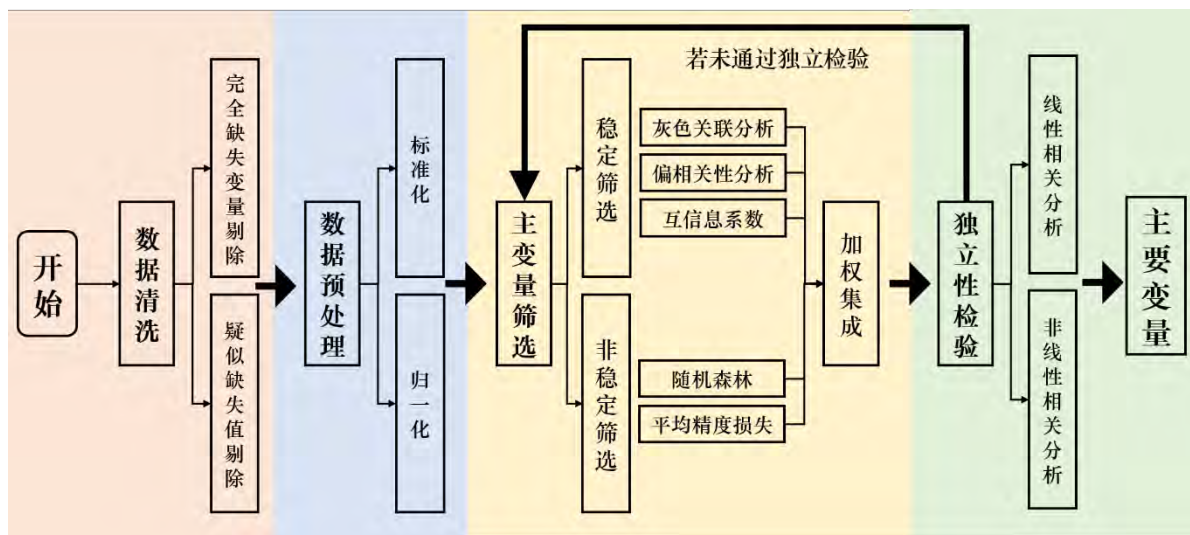 开始
数据清洗
完全缺失变量剔除
疑似缺失值剔除
数据预处理
标准化
归一化
若未通过独立检验
主变量筛选
稳定筛选
灰色关联分析
偏相关性分析
互信息系数
非稳定筛选
随机森林
平均精度损失
加权集成
独立性检验
线性相关分析
非线性相关分析
主要变量